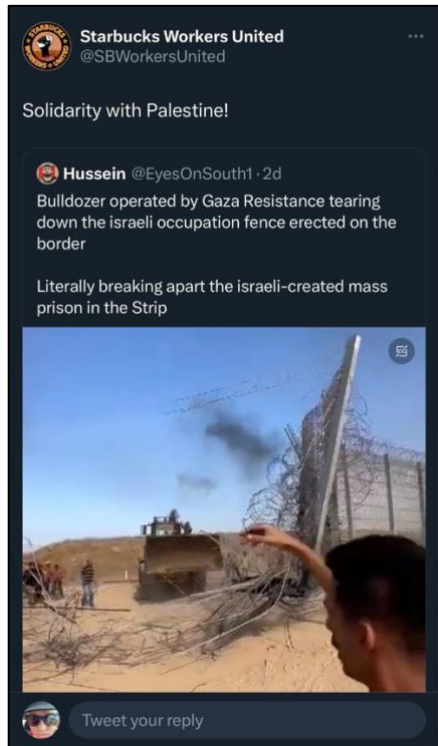 Starbucks Workers United
@SBWorkersUnited
Solidarity with Palestine!
Hussein @EyesOnSouth1 · 2d
Bulldozer operated by Gaza Resistance tearing
down the israeli occupation fence erected on the
border
Literally breaking apart the israeli-created mass
prison in the Strip
Tweet your reply